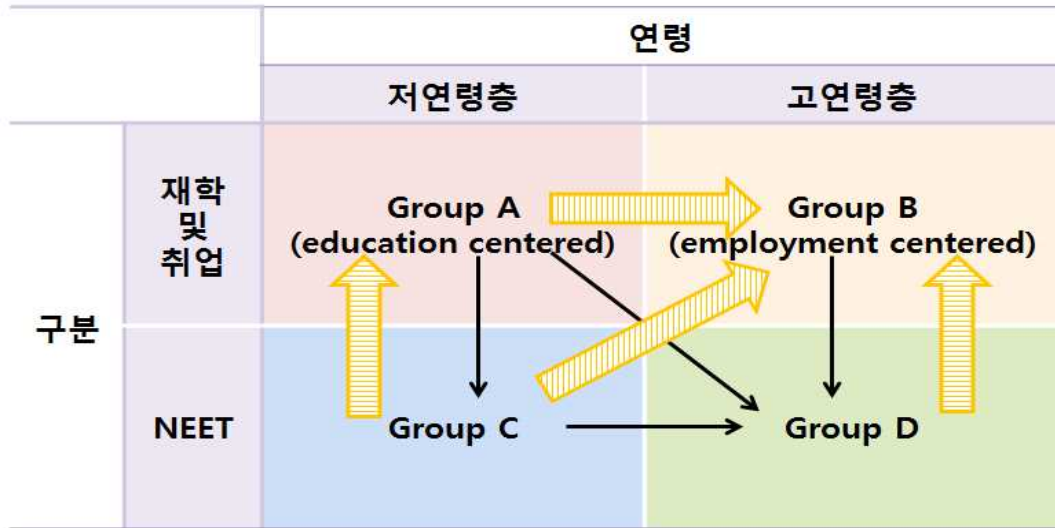 연령
저연령층
고연령층
구분
재학
및
취업
Group A
(education centered)
Group B
(employment centered)
NEET
Group C
Group D